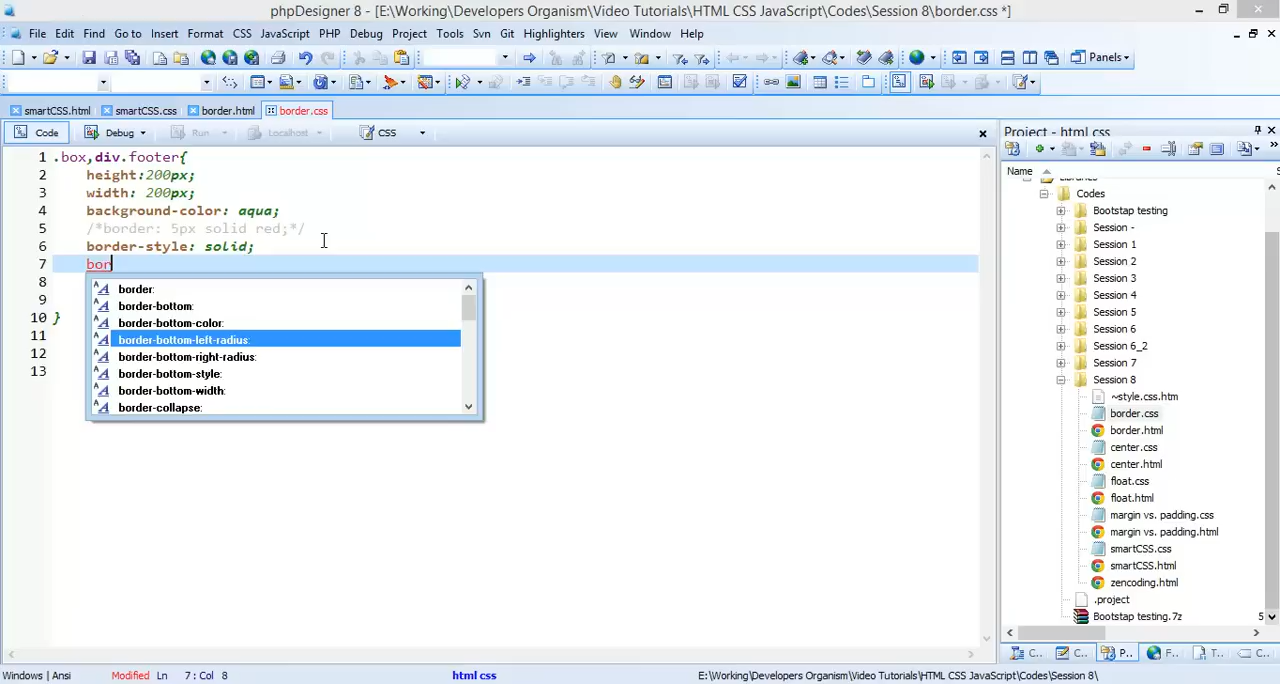 phpDesigner 8 - [E:\Working\Developers Organism\Video Tutorials\HTML CSS JavaScript\Codes\Session 8\border.css *]
File Edit Find Go to Insert Format CSS JavaScript PHP Debug Project Tools Svn Git Highlighters View Window Help
Panels
smartCSS.html smartCSS.css border.html border.css
Code Debug Run Localhost CSS
1 .box,div.footer{
2 height:200px;
3 width: 200px;
4 background-color: aqua;
5 /*border: 5px solid red;*/
6 border-style: solid;
7 bor
8
9
10 }
11
12
13
border:
border-bottom:
border-bottom-color:
border-bottom-left-radius:
border-bottom-right-radius:
border-bottom-style:
border-bottom-width:
border-collapse:
Project - html css
Name
Codes
Bootstap testing
Session -
Session 1
Session 2
Session 3
Session 4
Session 5
Session 6
Session 6_2
Session 7
Session 8
~style.css.htm
border.css
border.html
center.css
center.html
float.css
float.html
margin vs. padding.css
margin vs. padding.html
smartCSS.css
smartCSS.html
zencoding.html
.project
Bootstap testing.7z 5
C.. C... P.. F... T... C...
Windows | Ansi Modified Ln 7 : Col 8 html css E:\Working\Developers Organism\Video Tutorials\HTML CSS JavaScript\Codes\Session 8\